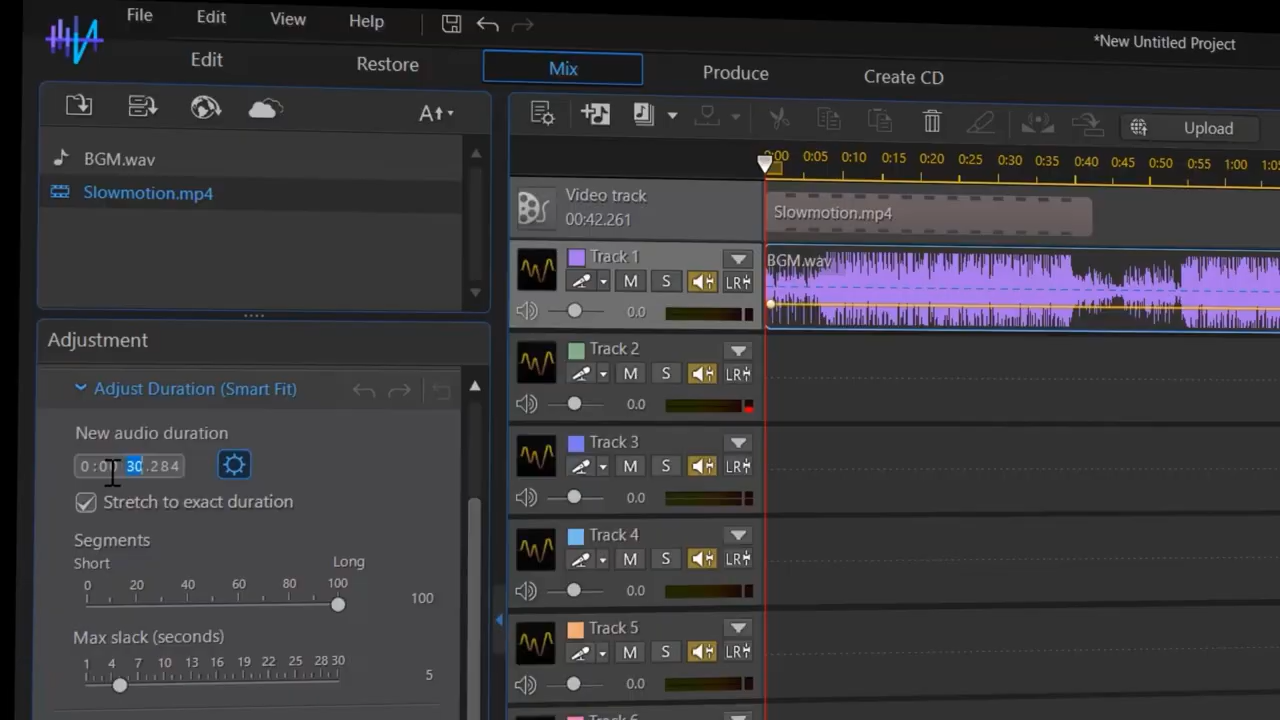 File Edit View Help
*New Untitled Project
Edit Restore Mix Produce Create CD
A
Upload
BGM.wav
Slowmotion.mp4
0:00 0:05 0:10 0:15 0:20 0:25 0:30 0:35 0:40 0:45 0:50 0:55 1:00 1:05
Video track
00:42.261
Slowmotion.mp4
Track 1
M S LR
0.0
BGM.wav
Track 2
M S LR
0.0
Track 3
M S LR
0.0
Track 4
M S LR
0.0
Track 5
M S LR
0.0
Adjustment
Adjust Duration (Smart Fit)
New audio duration
30.284
Stretch to exact duration
Segments
Short Long
0 20 40 60 80 100
100
Max slack (seconds)
1 4 7 10 13 16 19 22 25 28 30
5